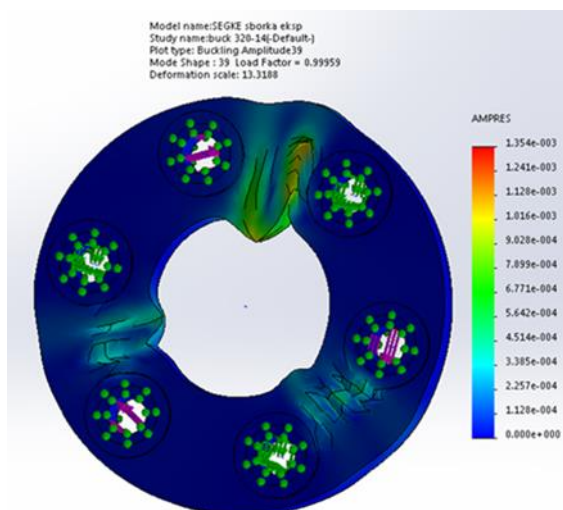 Model name:SEGKE sborka eksp
Study name:buck 320-14(-Default-)
Plot type: Buckling Amplitude39
Mode Shape : 39 Load Factor = 0.99959
Deformation scale: 13.3188
AMPRES
1.354e-003
1.241e-003
1.128e-003
1.016e-003
9.028e-004
7.899e-004
6.771e-004
5.642e-004
4.514e-004
3.385e-004
2.257e-004
1.128e-004
0.000e+000